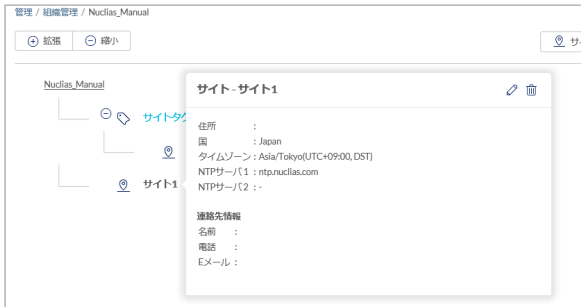 管理 / 組織管理 / Nuclias_Manual
拡張
縮小
サ
Nuclias_Manual
サイトタグ
サイト1
サイト - サイト1
住所 :
国 : Japan
タイムゾーン : Asia/Tokyo(UTC+09:00, DST)
NTPサーバ1 : ntp.nuclias.com
NTPサーバ2 : -
連絡先情報
名前 :
電話 :
Eメール :